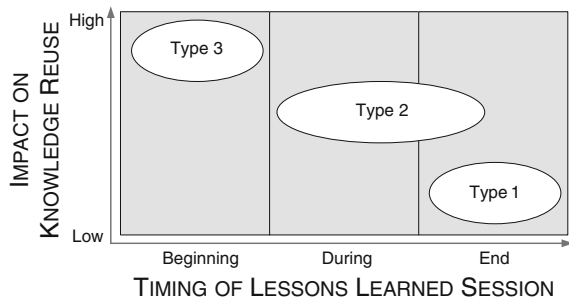 High
Type 3
Type 2
Type 1
Low
IMPACT ON
KNOWLEDGE REUSE
Beginning
During
End
TIMING OF LESSONS LEARNED SESSION